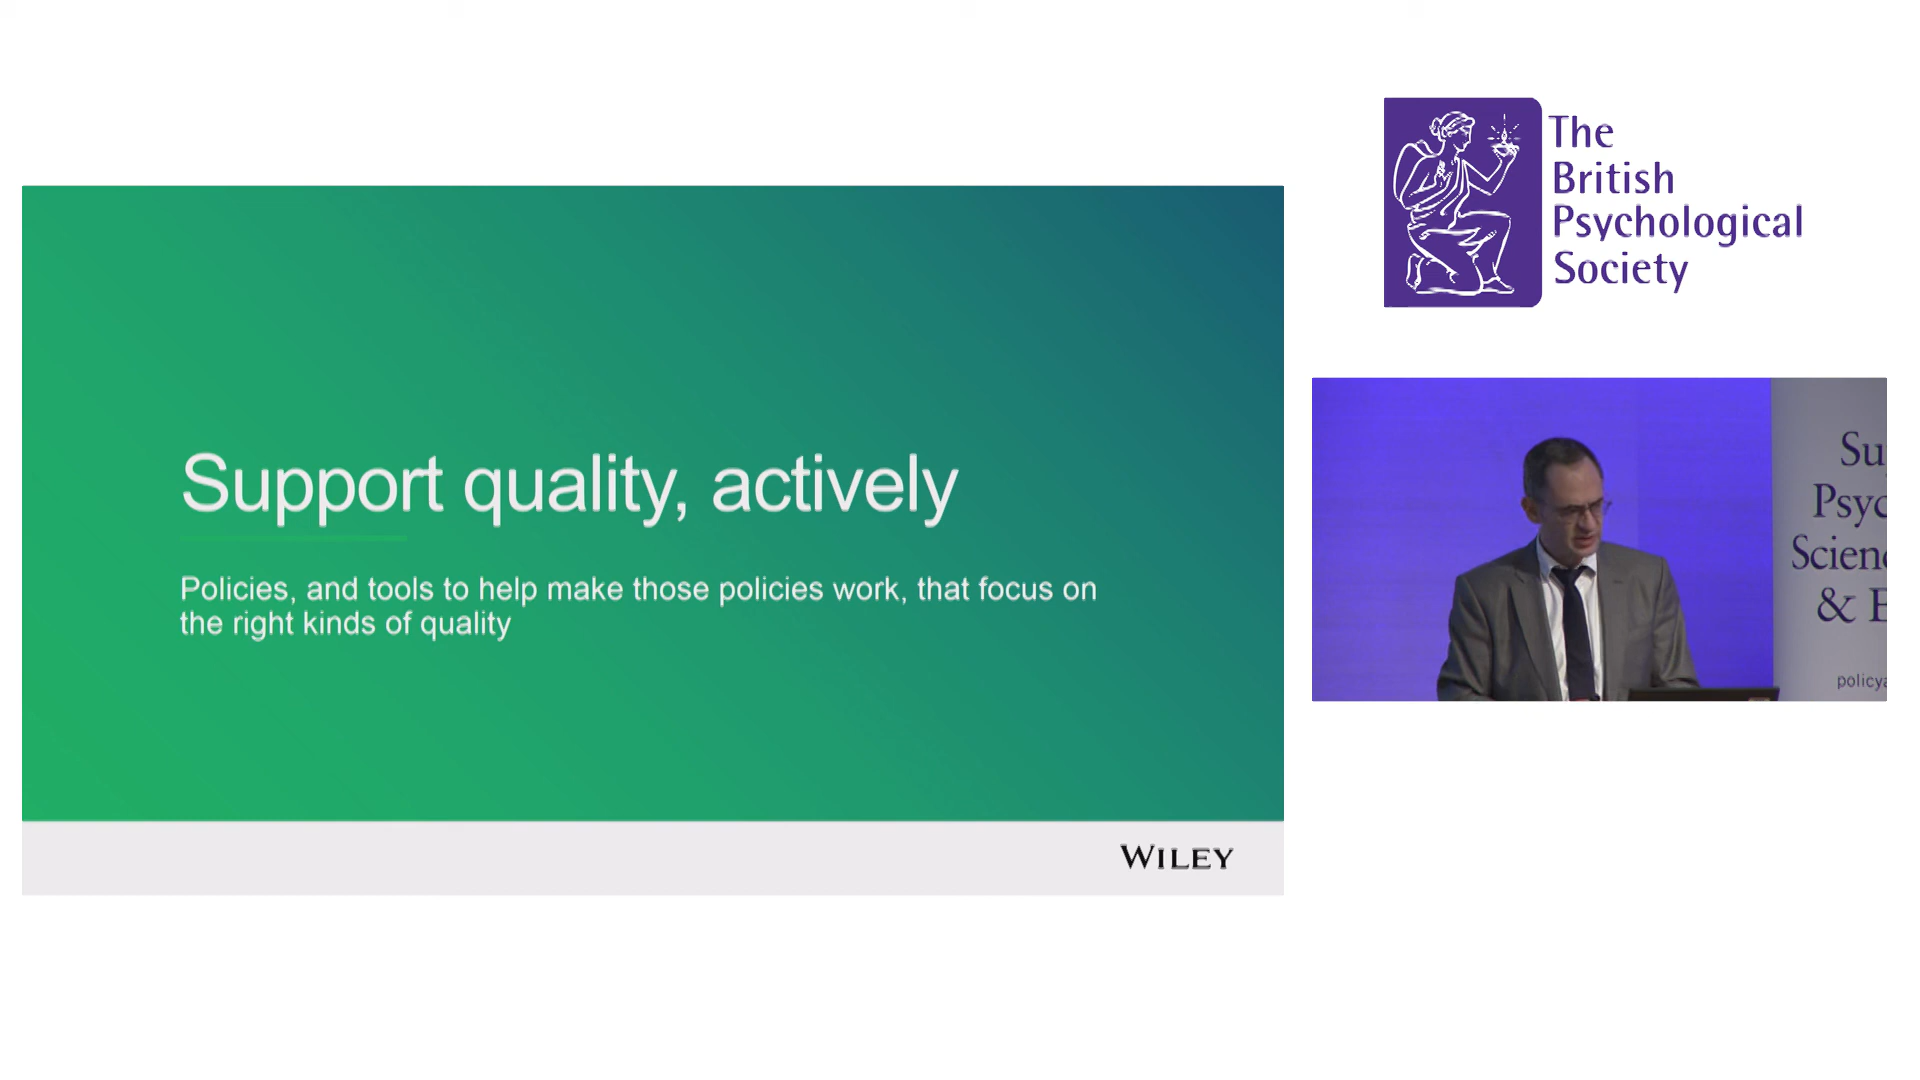 Support quality, actively
Policies, and tools to help make those policies work, that focus on
the right kinds of quality
WILEY
The
British
Psychological
Society
policy